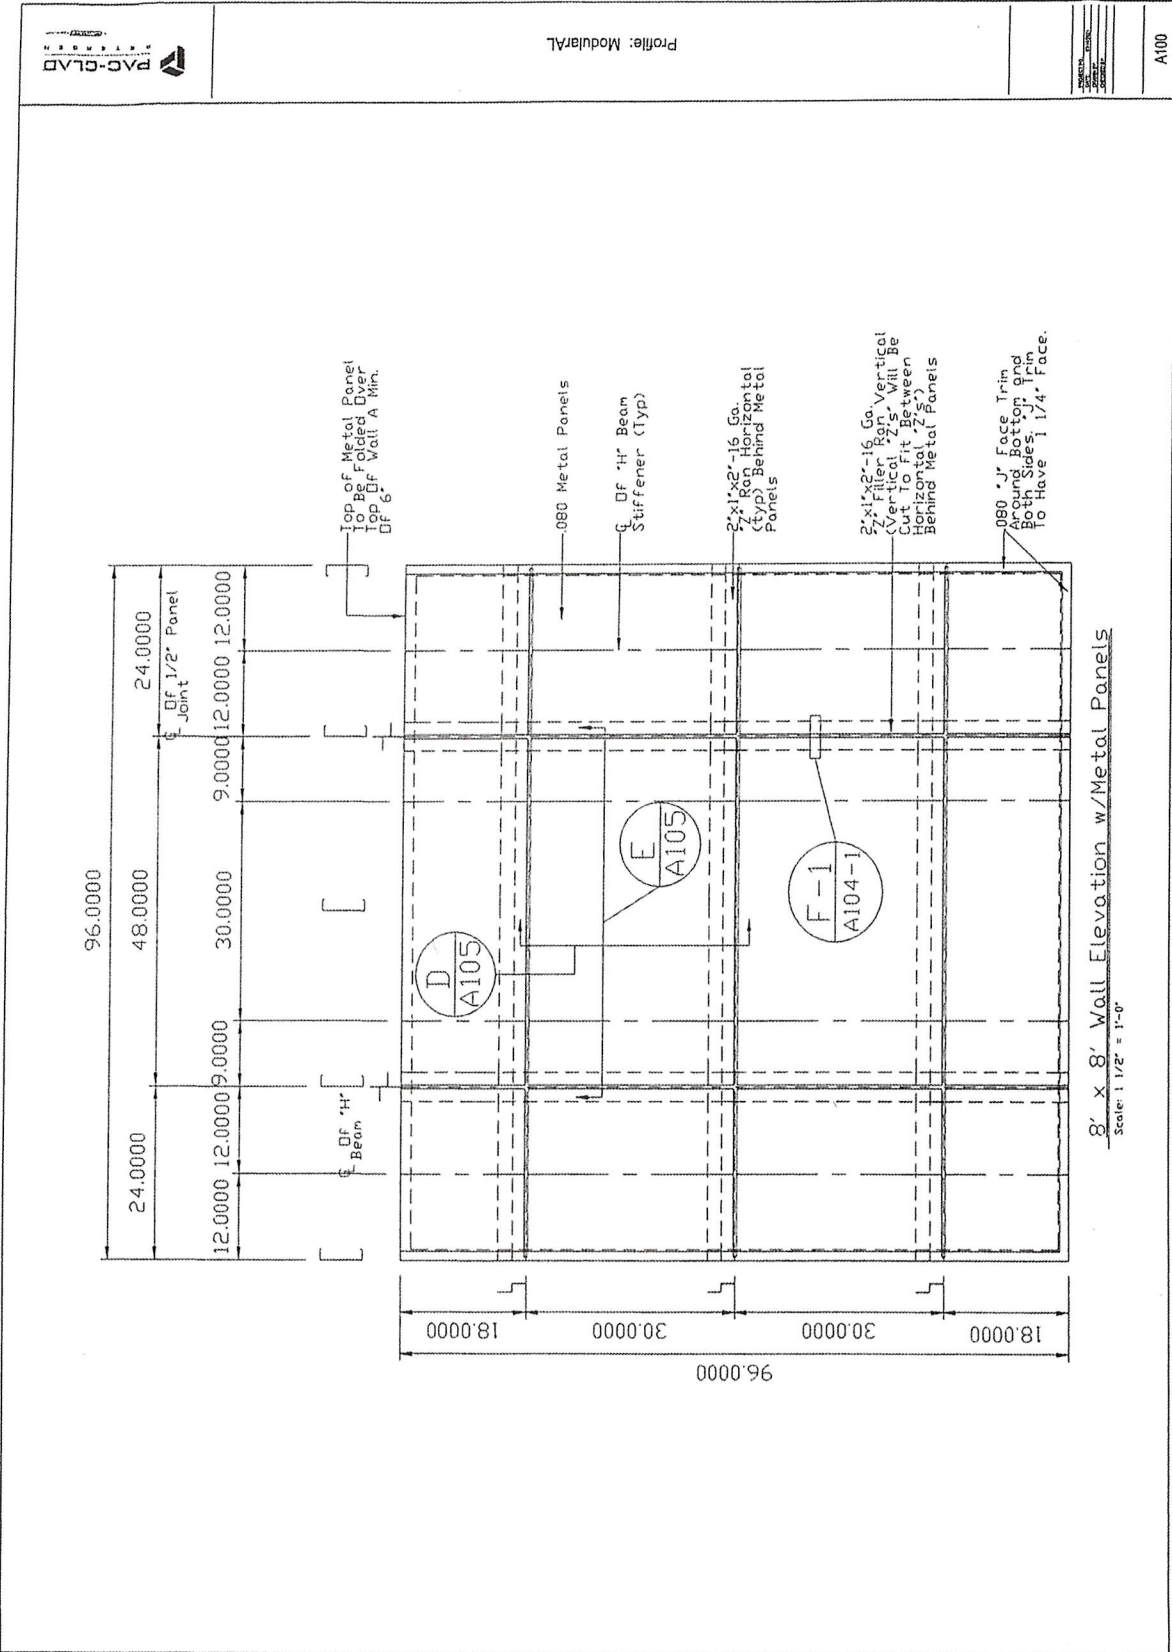 PAC-CLAD
PETERSEN
Profile: ModularAL
A100
96.0000
24.0000
48.0000
24.0000
℄ Of 1/2" Panel
Joint
12.0000
12.0000
9.0000
30.0000
9.0000
12.0000
12.0000
℄ Of "H"
Beam
18.0000
30.0000
30.0000
18.0000
96.0000
D
A105
E
A105
F-1
A104-1
Top of Metal Panel
To Be Folded Over
Top Of Wall A Min.
Of 6"
.080 Metal Panels
℄ Of "H" Beam
Stiffener (Typ)
2"x1"x2"-16 Ga.
"Z" Ran Horizontal
(typ) Behind Metal
Panels
2"x1"x2"-16 Ga.
"Z" Filler Ran Vertical
(Vertical "Z's" Will Be
Cut To Fit Between
Horizontal "Z's")
Behind Metal Panels
.080 "J" Face Trim
Around Bottom and
Both Sides. "J" Trim
To Have 1 1/4" Face.
8' x 8' Wall Elevation w/Metal Panels
Scale: 1 1/2" = 1'-0"